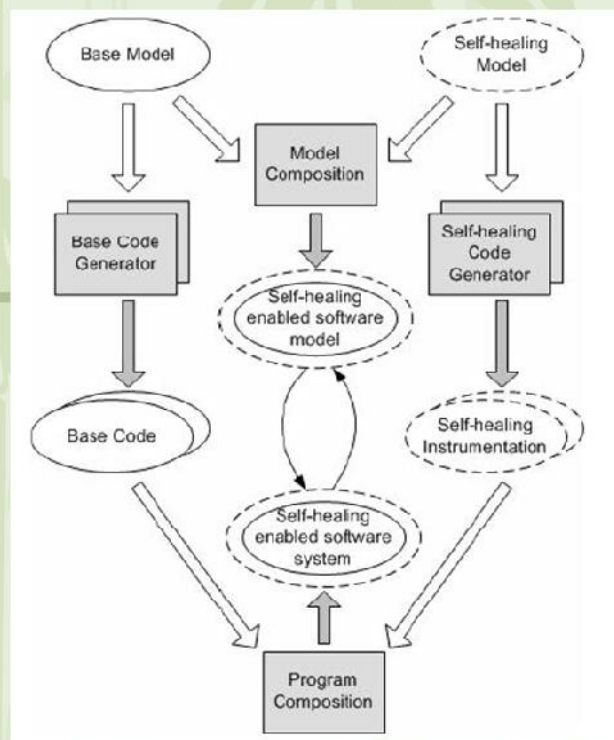 Base Model
Self-healing
Model
Model
Composition
Base Code
Generator
Self-healing
Code
Generator
Self-healing
enabled software
model
Base Code
Self-healing
Instrumentation
Self-healing
enabled software
system
Program
Composition